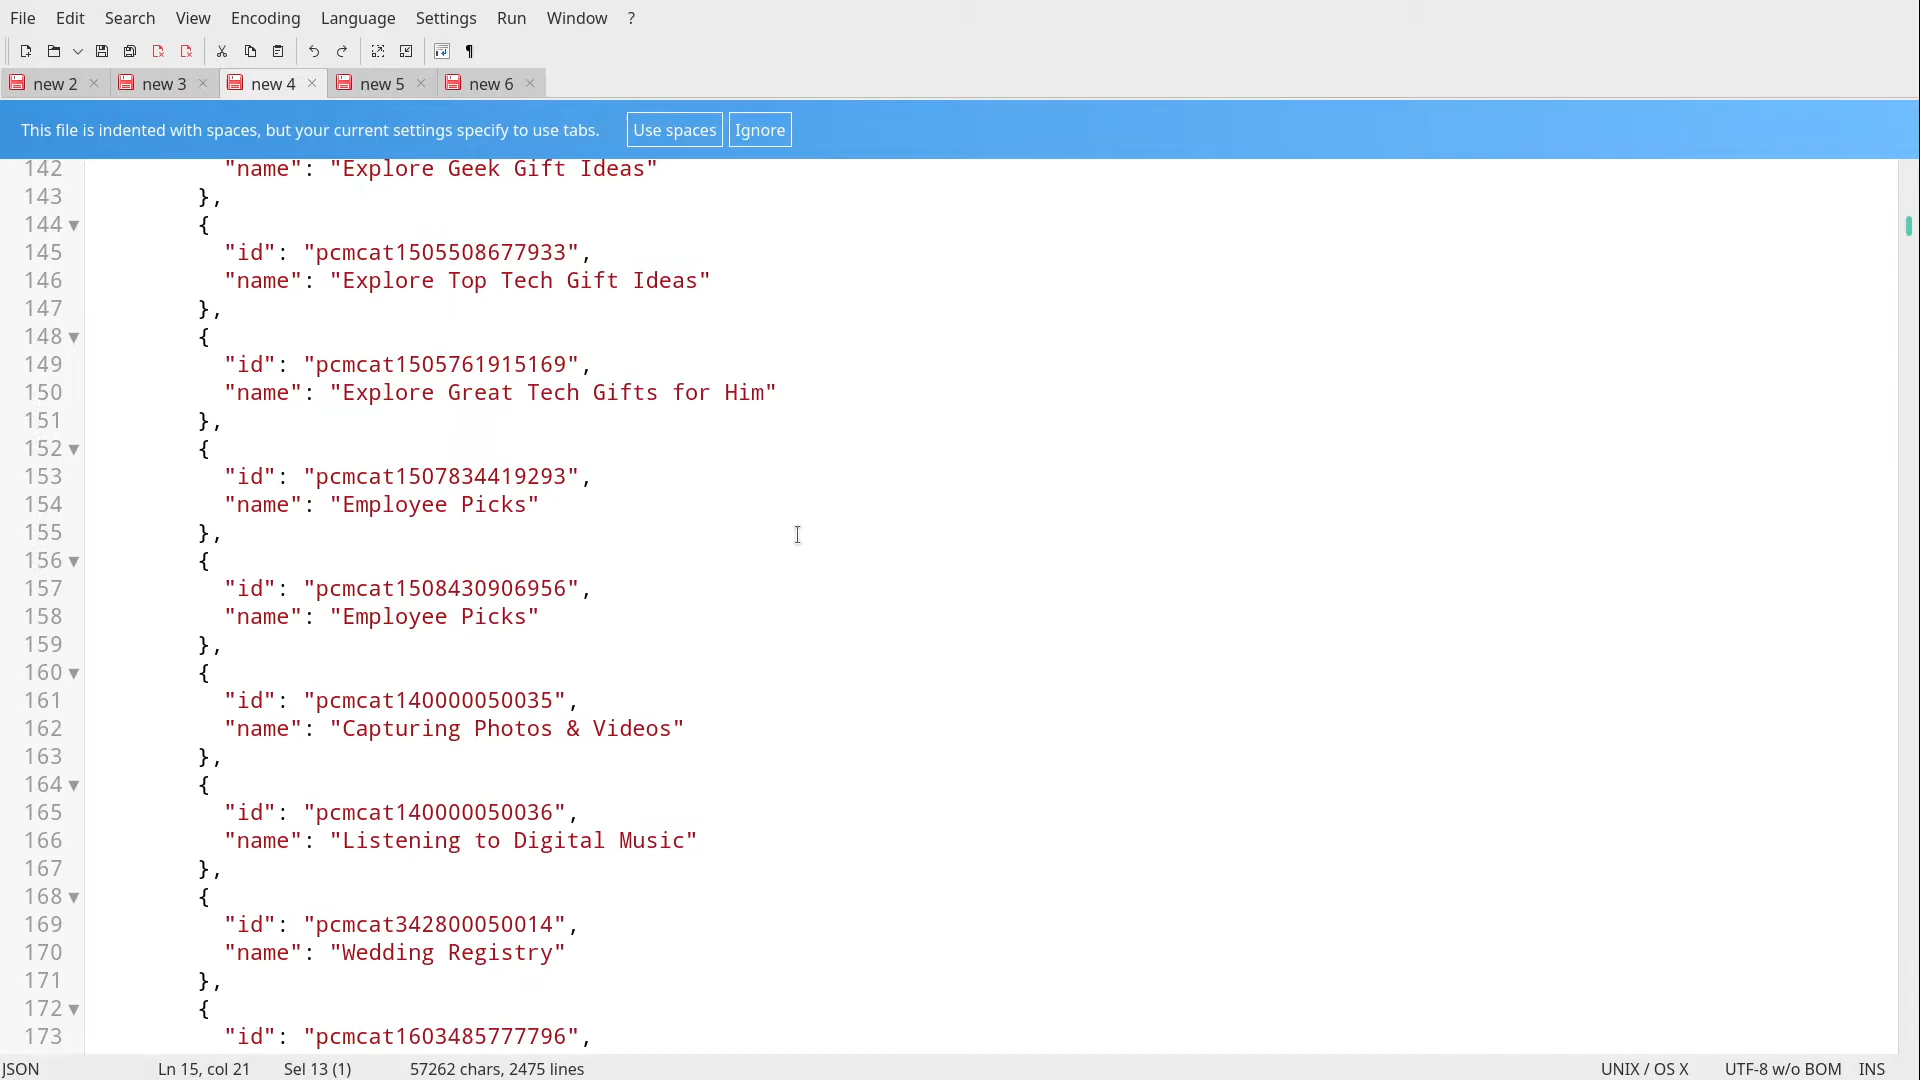 File Edit Search View Encoding Language Settings Run Window ?
new 2 new 3 new 4 new 5 new 6
This file is indented with spaces, but your current settings specify to use tabs. Use spaces Ignore
142 "name": "Explore Geek Gift Ideas"
143 },
144 {
145 "id": "pcmcat1505508677933",
146 "name": "Explore Top Tech Gift Ideas"
147 },
148 {
149 "id": "pcmcat1505761915169",
150 "name": "Explore Great Tech Gifts for Him"
151 },
152 {
153 "id": "pcmcat1507834419293",
154 "name": "Employee Picks"
155 },
156 {
157 "id": "pcmcat1508430906956",
158 "name": "Employee Picks"
159 },
160 {
161 "id": "pcmcat140000050035",
162 "name": "Capturing Photos & Videos"
163 },
164 {
165 "id": "pcmcat140000050036",
166 "name": "Listening to Digital Music"
167 },
168 {
169 "id": "pcmcat342800050014",
170 "name": "Wedding Registry"
171 },
172 {
173 "id": "pcmcat1603485777796",
JSON Ln 15, col 21 Sel 13 (1) 57262 chars, 2475 lines UNIX / OS X UTF-8 w/o BOM INS